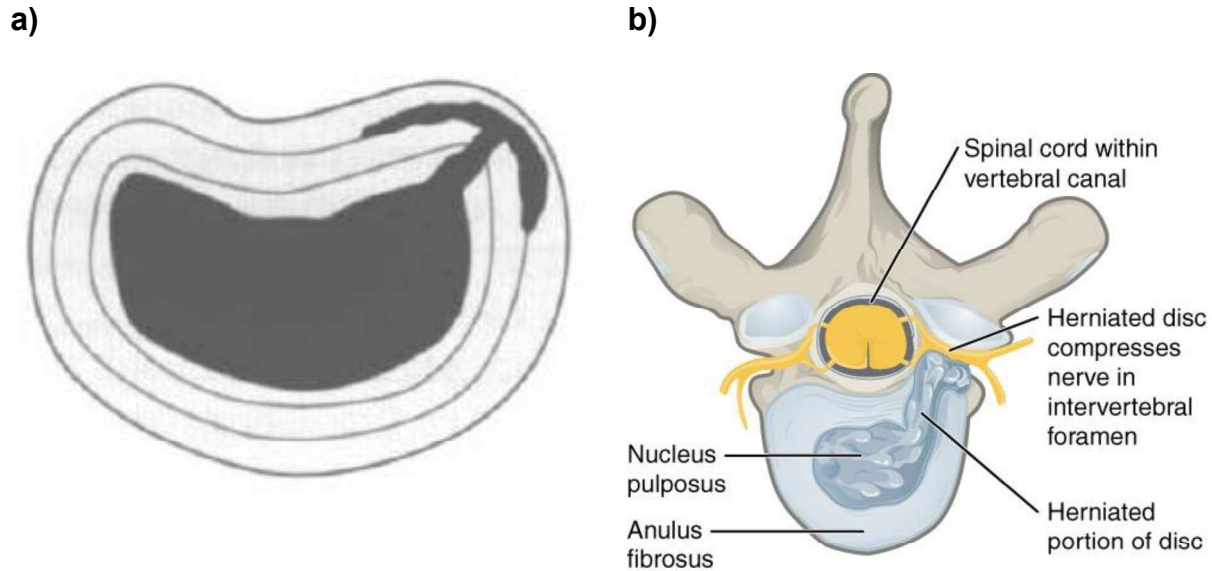 a)
b)
Spinal cord within
vertebral canal
Herniated disc
compresses
nerve in
intervertebral
foramen
Nucleus
pulposus
Herniated
portion of disc
Anulus
fibrosus